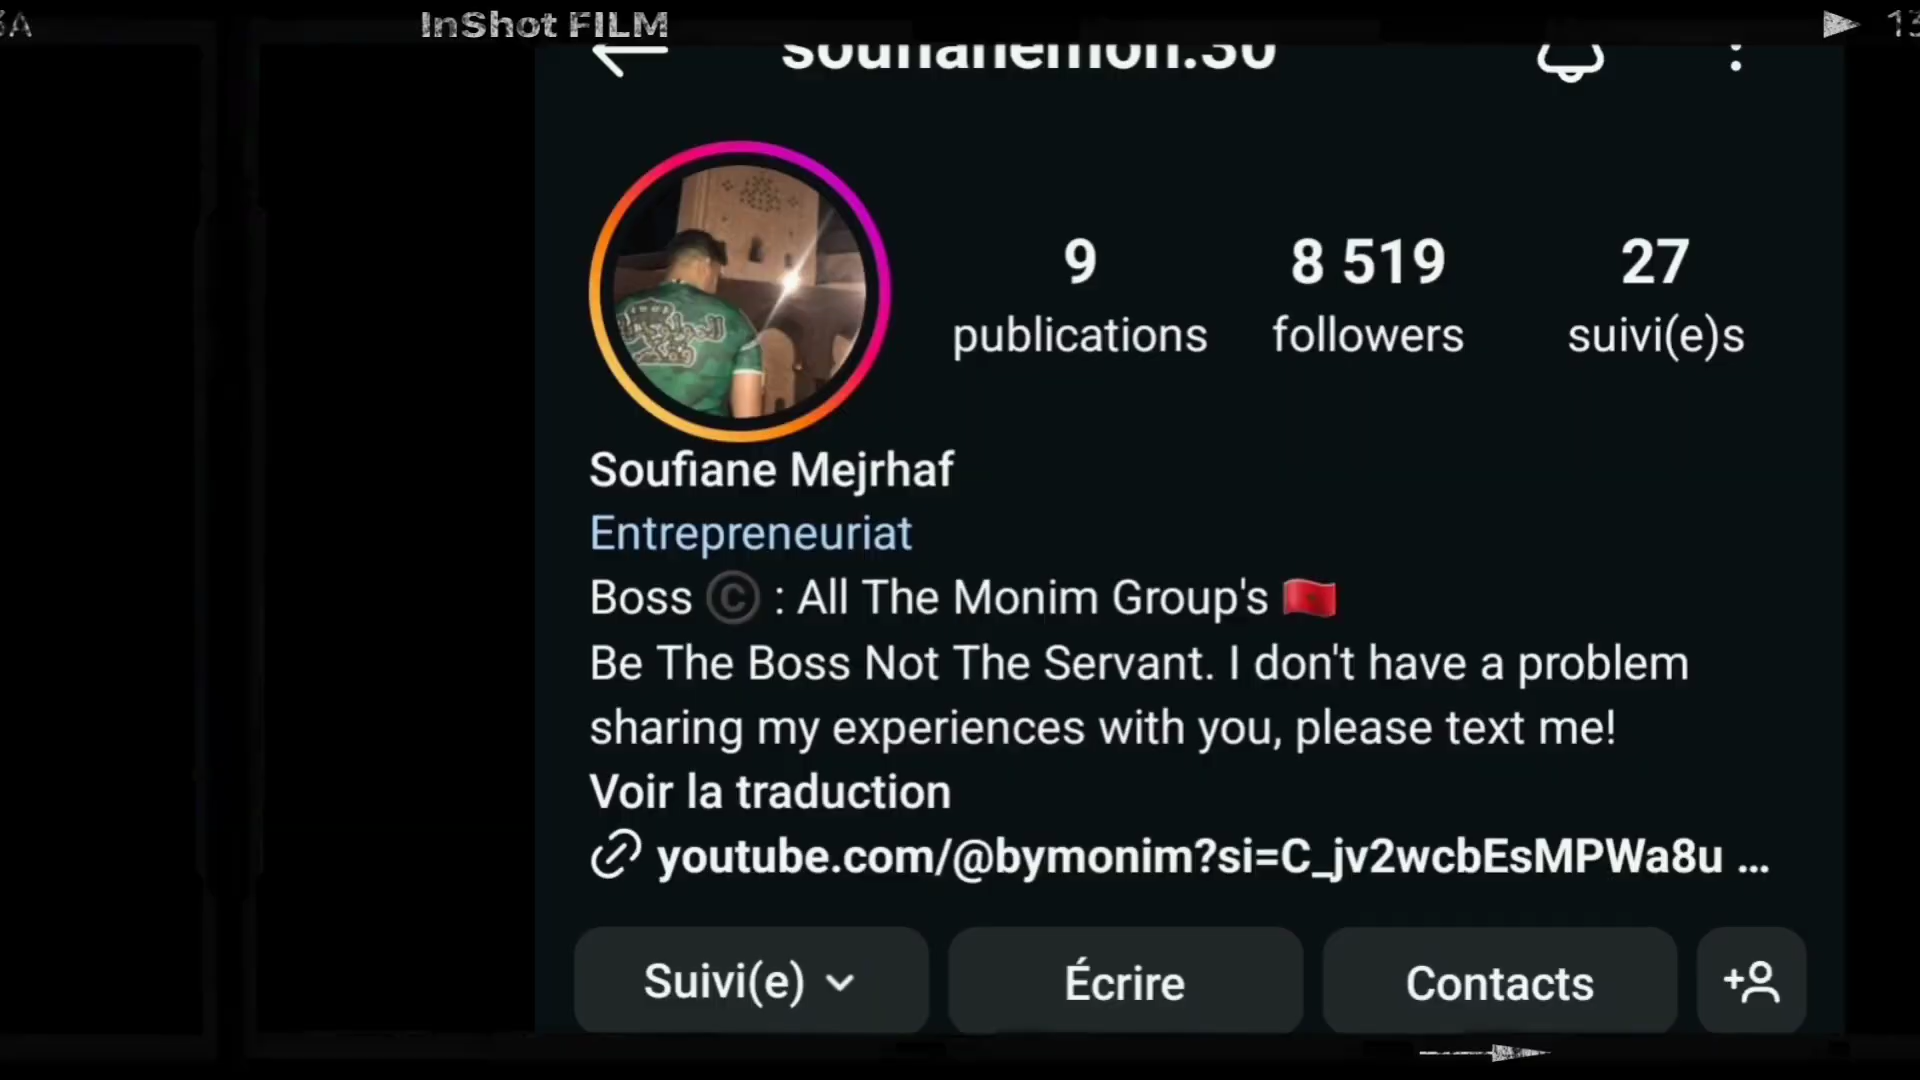 InShot FILM
9
publications
8 519
followers
27
suivi(e)s
Soufiane Mejrhaf
Entrepreneuriat
Boss © : All The Monim Group's 🇲🇦
Be The Boss Not The Servant. I don't have a problem
sharing my experiences with you, please text me!
Voir la traduction
youtube.com/@bymonim?si=C_jv2wcbEsMPWa8u ...
Suivi(e)
Écrire
Contacts